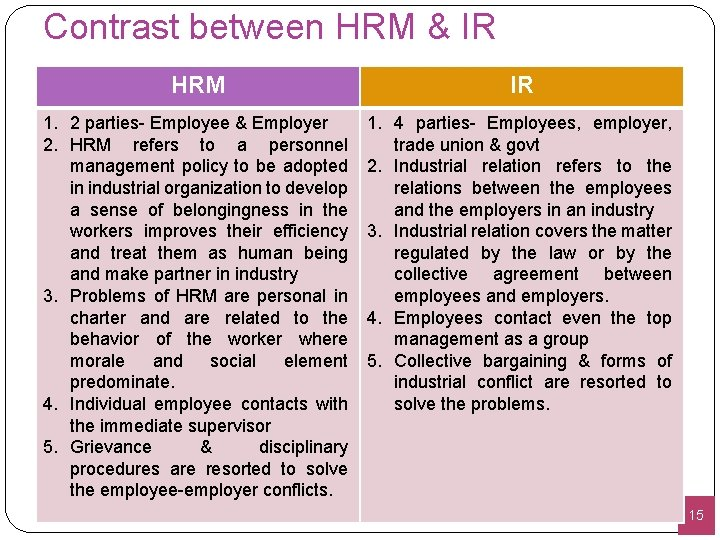 Contrast between HRM & IR
HRM
1. 2 parties- Employee & Employer
2. HRM refers to a personnel
management policy to be adopted
in industrial organization to develop
a sense of belongingness in the
workers improves their efficiency
and treat them as human being
and make partner in industry
3. Problems of HRM are personal in
charter and are related to the
behavior of the worker where
morale and social element
predominate.
4. Individual employee contacts with
the immediate supervisor
5. Grievance & disciplinary
procedures are resorted to solve
the employee-employer conflicts.
IR
1. 4 parties- Employees, employer,
trade union & govt
2. Industrial relation refers to the
relations between the employees
and the employers in an industry
3. Industrial relation covers the matter
regulated by the law or by the
collective agreement between
employees and employers.
4. Employees contact even the top
management as a group
5. Collective bargaining & forms of
industrial conflict are resorted to
solve the problems.
15